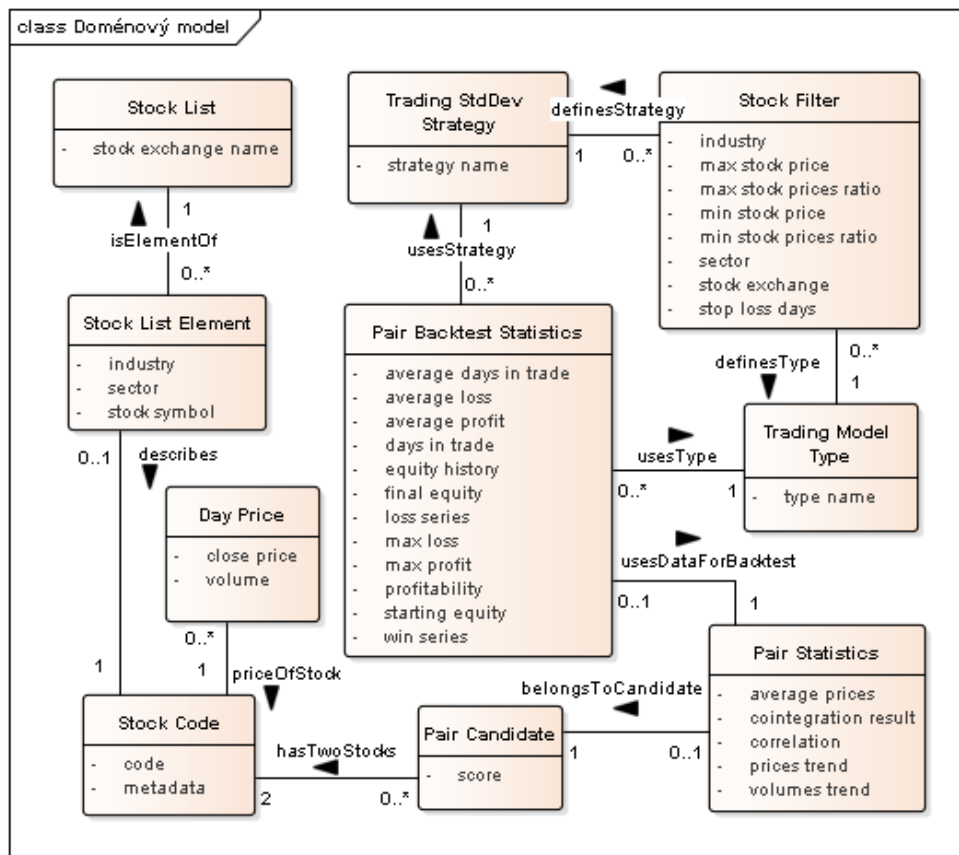 class Doménový model
Stock List
- stock exchange name
Trading StdDev
Strategy
- strategy name
definesStrategy
1
0..*
Stock Filter
- industry
- max stock price
- max stock prices ratio
- min stock price
- min stock prices ratio
- sector
- stock exchange
- stop loss days
1
isElementOf
0..*
1
usesStrategy
0..*
Stock List Element
- industry
- sector
- stock symbol
Pair Backtest Statistics
- average days in trade
- average loss
- average profit
- days in trade
- equity history
- final equity
- loss series
- max loss
- max profit
- profitability
- starting equity
- win series
0..*
definesType
1
Trading Model
Type
- type name
usesType
0..*
1
0..1
describes
1
Day Price
- close price
- volume
0..*
1
priceOfStock
usesDataForBacktest
0..1
1
Pair Statistics
- average prices
- cointegration result
- correlation
- prices trend
- volumes trend
belongsToCandidate
1
0..1
Stock Code
- code
- metadata
hasTwoStocks
2
0..*
Pair Candidate
- score